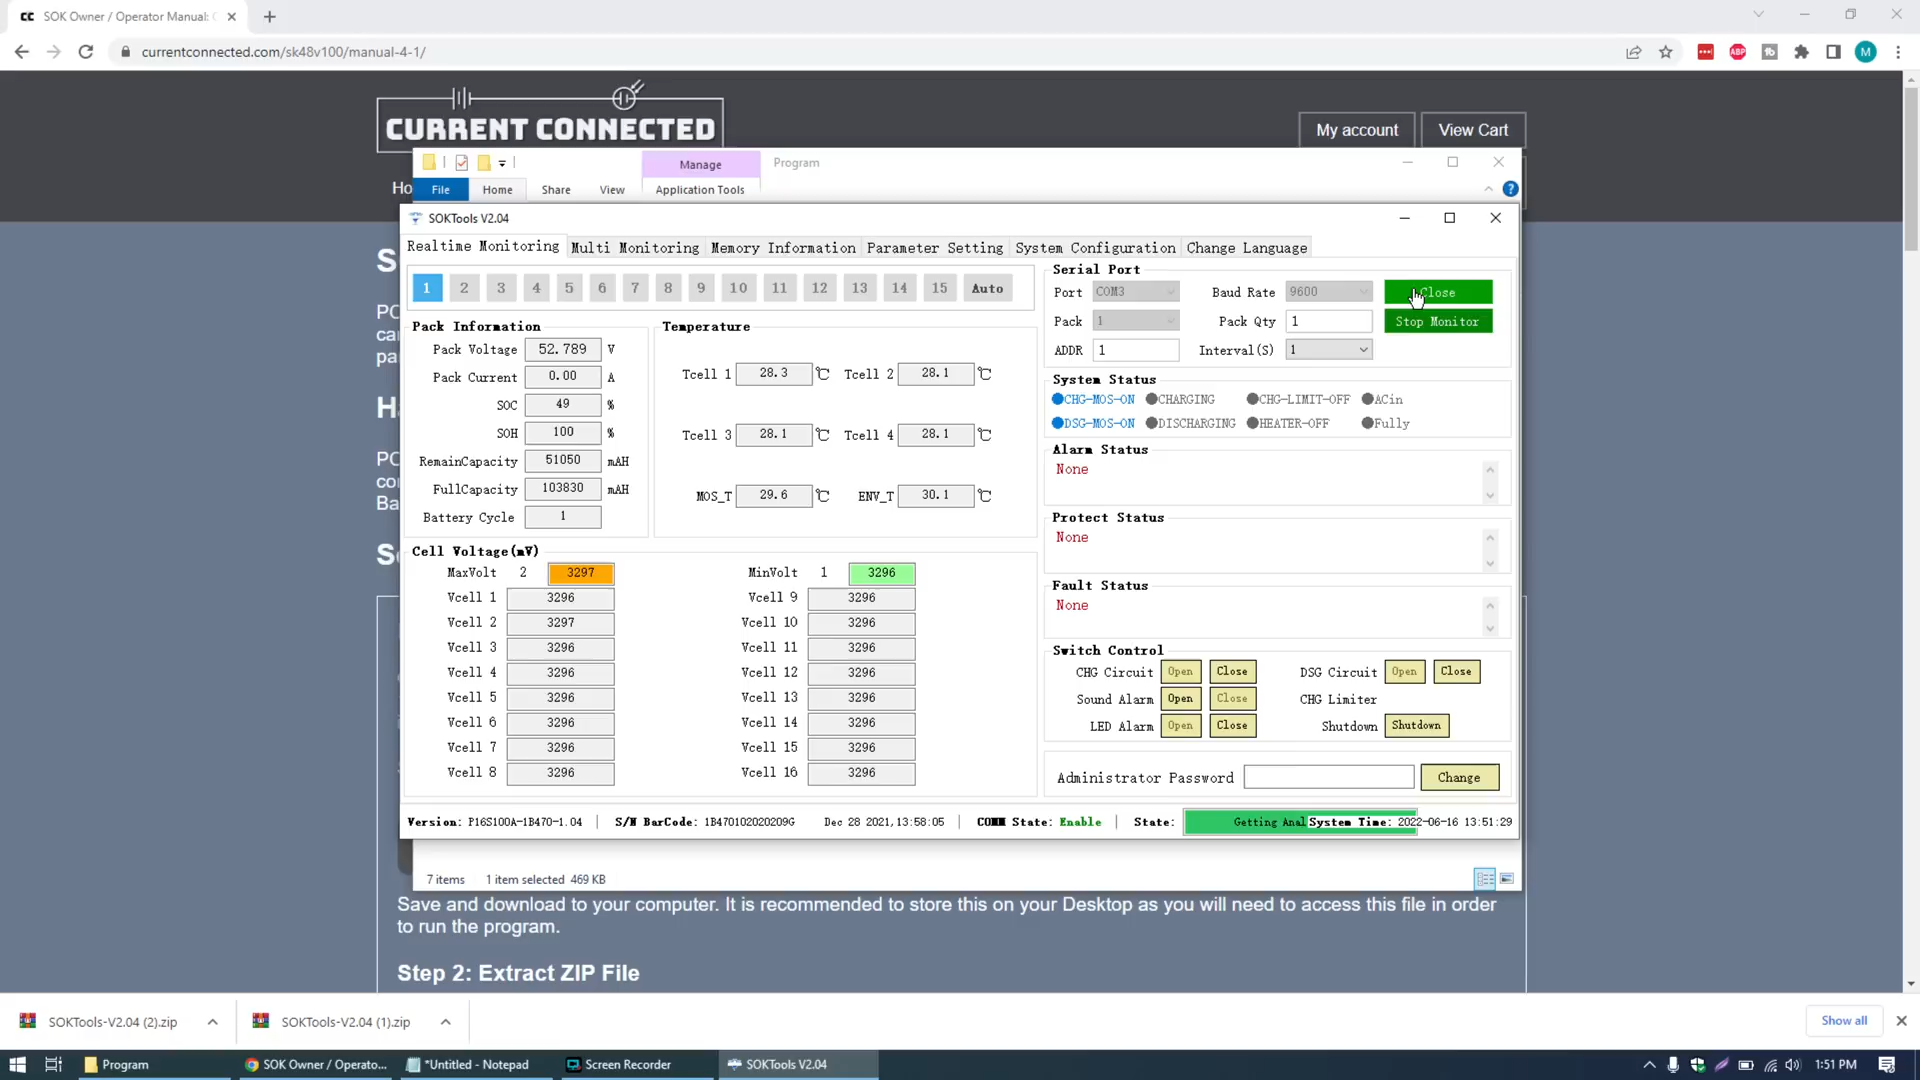 SOK Owner / Operator Manual:
currentconnected.com/sk48v100/manual-4-1/
ABP
M
CURRENT CONNECTED
My account
View Cart
Manage
Program
File
Home
Share
View
Application Tools
SOKTools V2.04
Realtime Monitoring
Multi Monitoring
Memory Information
Parameter Setting
System Configuration
Change Language
1 2 3 4 5 6 7 8 9 10 11 12 13 14 15 Auto
Pack Information
Pack Voltage 52.789 V
Pack Current 0.00 A
SOC 49 %
SOH 100 %
RemainCapacity 51050 mAH
FullCapacity 103830 mAH
Battery Cycle 1
Temperature
Tcell 1 28.3 ℃ Tcell 2 28.1 ℃
Tcell 3 28.1 ℃ Tcell 4 28.1 ℃
MOS_T 29.6 ℃ ENV_T 30.1 ℃
Cell Voltage(mV)
MaxVolt 2 3297 MinVolt 1 3296
Vcell 1 3296 Vcell 9 3296
Vcell 2 3297 Vcell 10 3296
Vcell 3 3296 Vcell 11 3296
Vcell 4 3296 Vcell 12 3296
Vcell 5 3296 Vcell 13 3296
Vcell 6 3296 Vcell 14 3296
Vcell 7 3296 Vcell 15 3296
Vcell 8 3296 Vcell 16 3296
Serial Port
Port COM3 Baud Rate 9600 Close
Pack 1 Pack Qty 1 Stop Monitor
ADDR 1 Interval(S) 1
System Status
CHG-MOS-ON CHARGING CHG-LIMIT-OFF ACin
DSG-MOS-ON DISCHARGING HEATER-OFF Fully
Alarm Status
None
Protect Status
None
Fault Status
None
Switch Control
CHG Circuit Open Close DSG Circuit Open Close
Sound Alarm Open Close CHG Limiter
LED Alarm Open Close Shutdown Shutdown
Administrator Password Change
Version: P16S100A-1B470-1.04 | S/N BarCode: 1B470102020209G Dec 28 2021,13:58:05 | COMM State: Enable | State: Getting Anal System Time: 2022-06-16 13:51:29
7 items 1 item selected 469 KB
Save and download to your computer. It is recommended to store this on your Desktop as you will need to access this file in order
to run the program.
Step 2: Extract ZIP File
SOKTools-V2.04 (2).zip
SOKTools-V2.04 (1).zip
Show all
Program
SOK Owner / Operato...
*Untitled - Notepad
Screen Recorder
SOKTools V2.04
1:51 PM